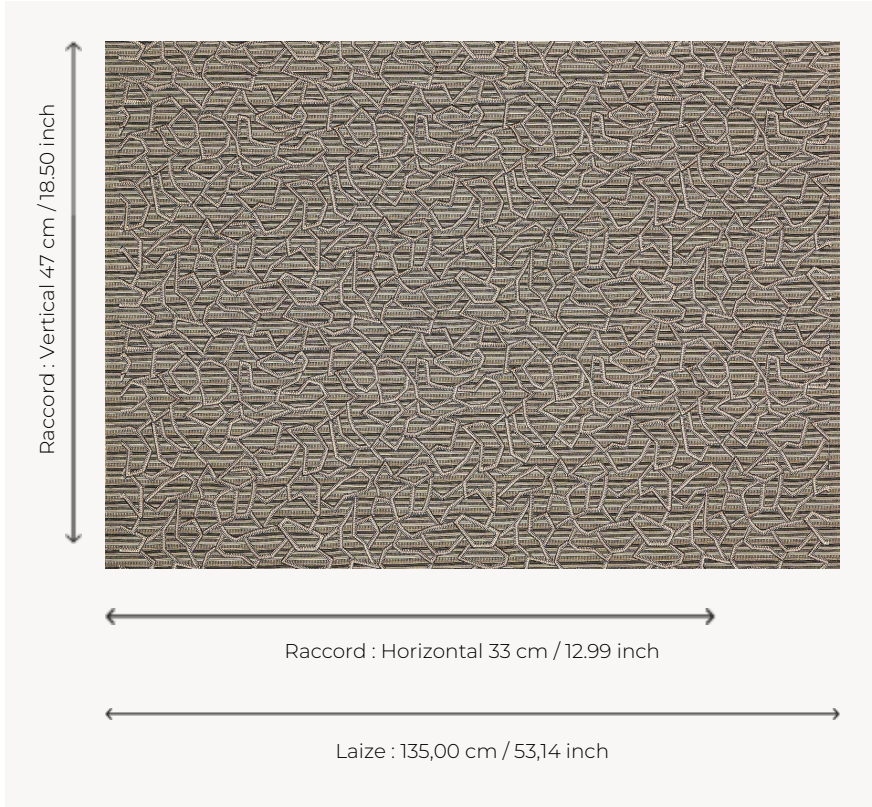 Raccord : Vertical 47 cm / 18.50 inch
Raccord : Horizontal 33 cm / 12.99 inch
Laize : 135,00 cm / 53,14 inch